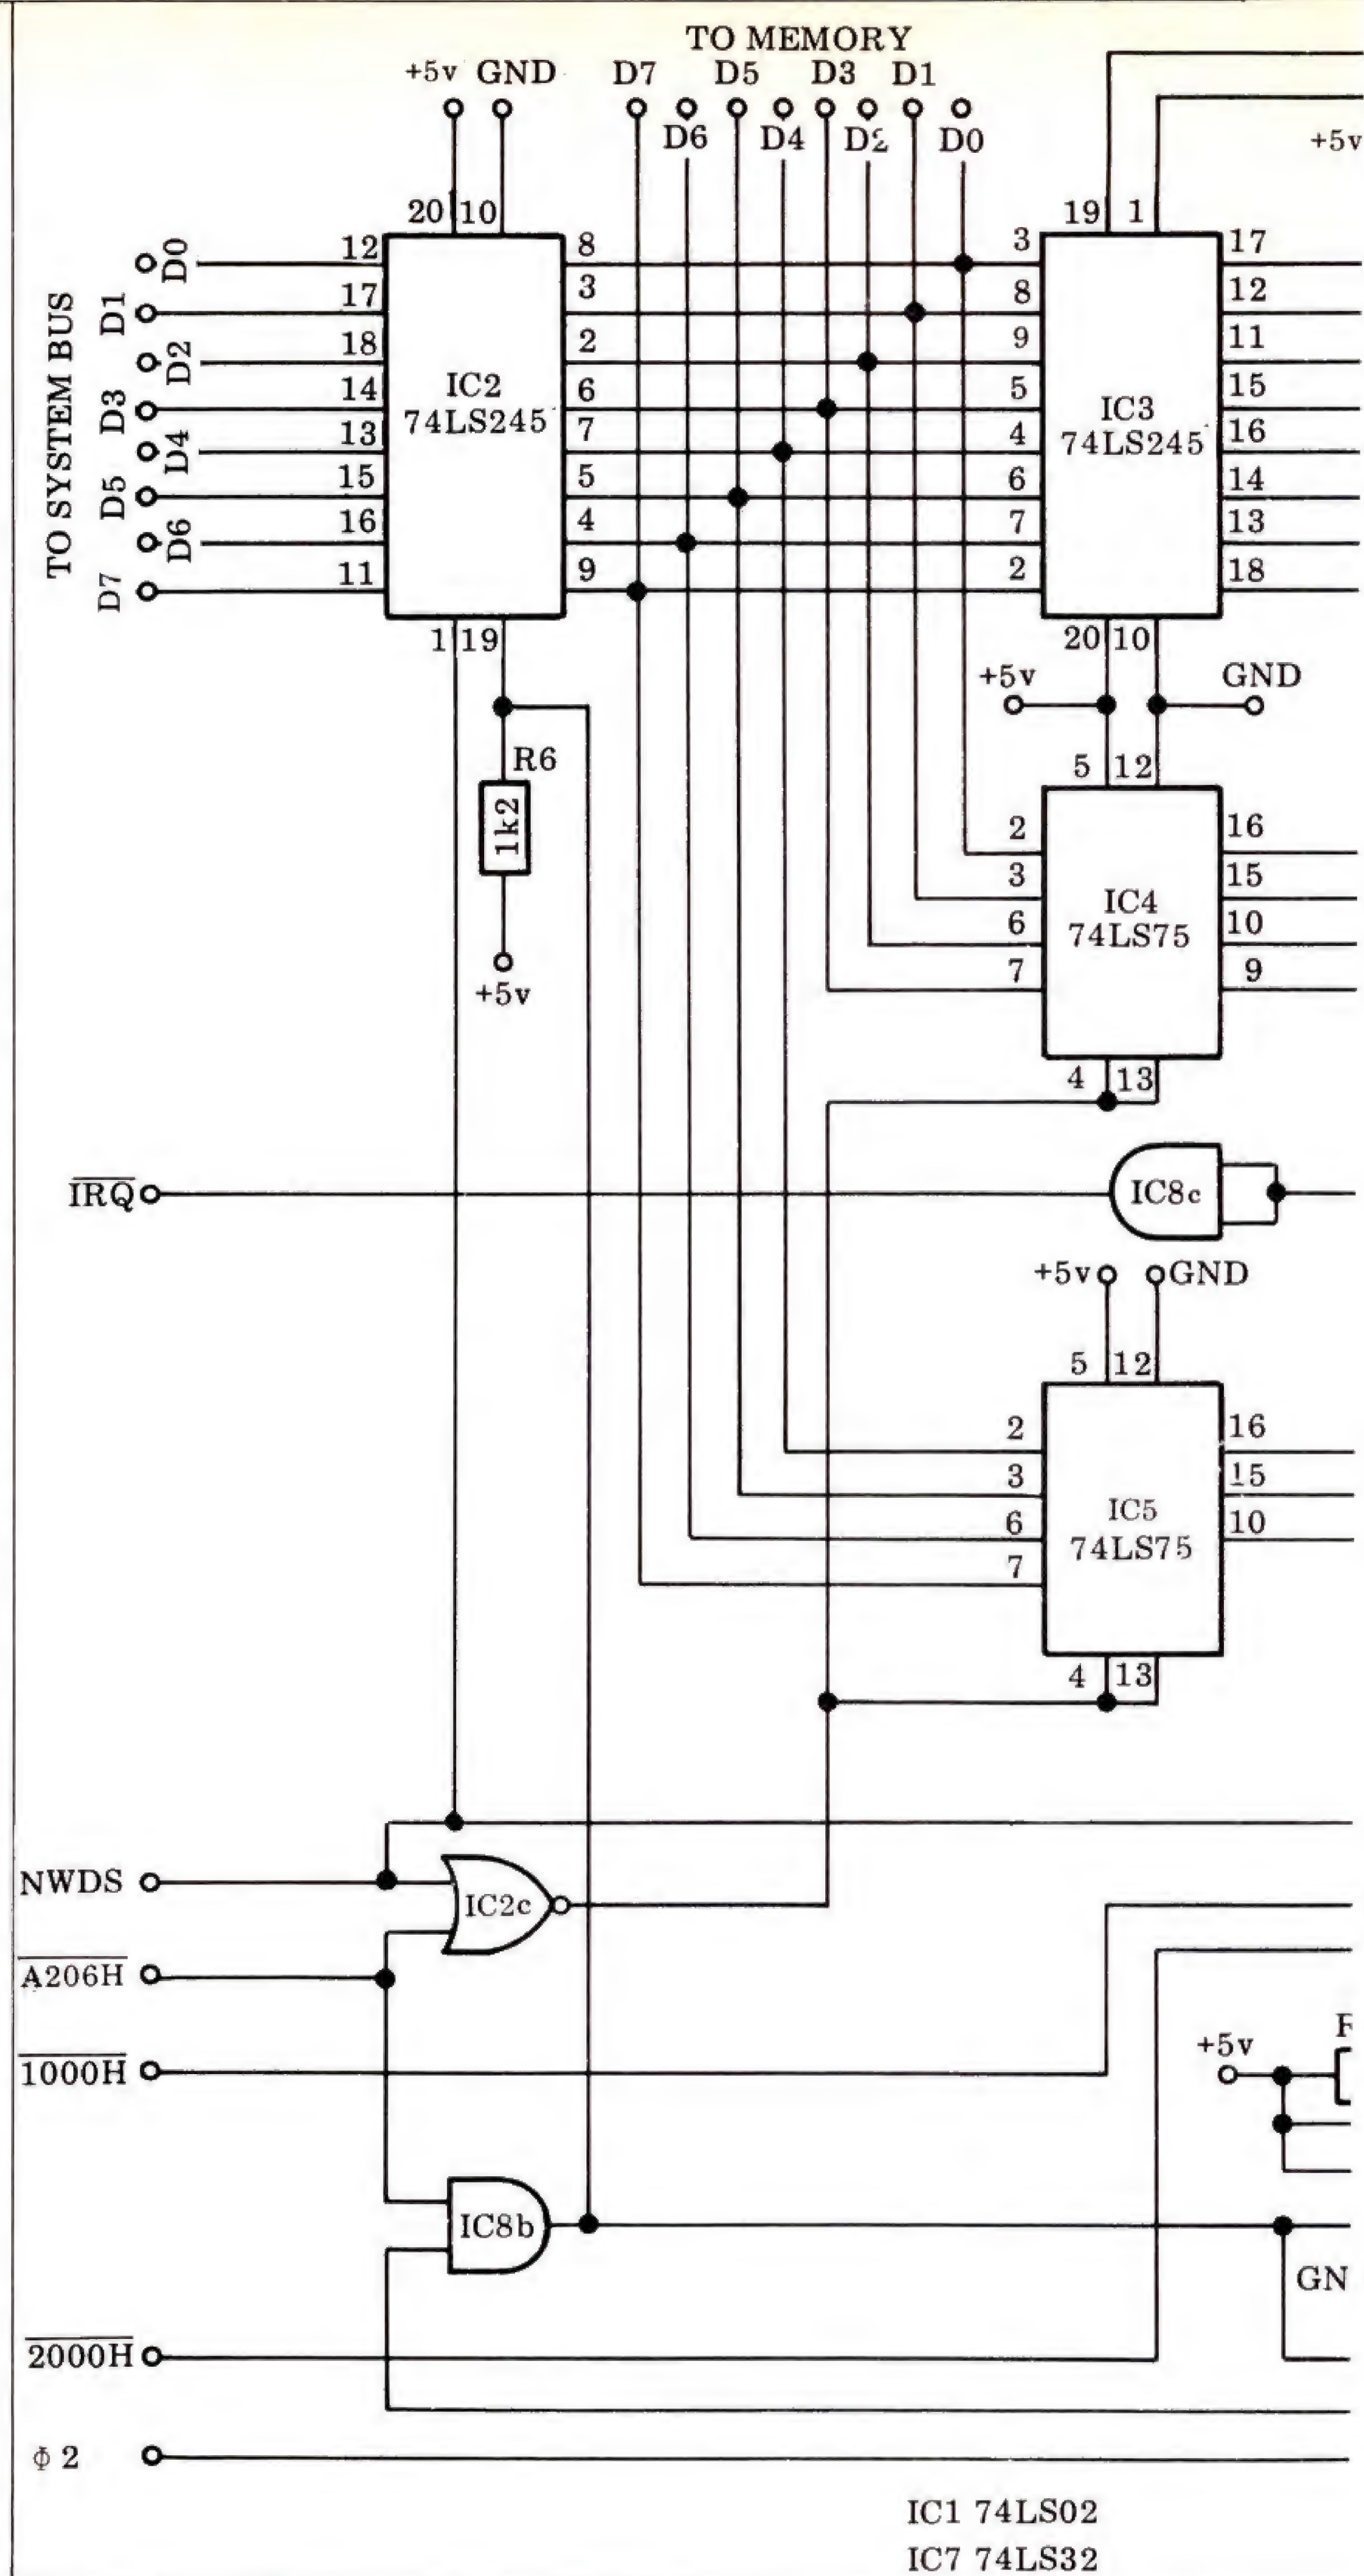 TO MEMORY
+5v GND D7 D5 D3 D1
D6 D4 D2 D0
+5v
20 10
19 1
TO SYSTEM BUS
D0 12 8 3 17
D1 17 3 8 12
D2 18 2 9 11
D3 14 6 5 15
D4 13 7 4 16
D5 15 5 6 14
D6 16 4 7 13
D7 11 9 2 18
IC2
74LS245
IC3
74LS245
1 19
20 10
+5v GND
R6
1k2
+5v
5 12
2 16
3 15
6 10
7 9
IC4
74LS75
4 13
IRQ
IC8c
+5v GND
5 12
2 16
3 15
6 10
7
IC5
74LS75
4 13
NWDS
IC2c
A206H
1000H
+5v
IC8b
GN
2000H
Φ 2
IC1 74LS02
IC7 74LS32